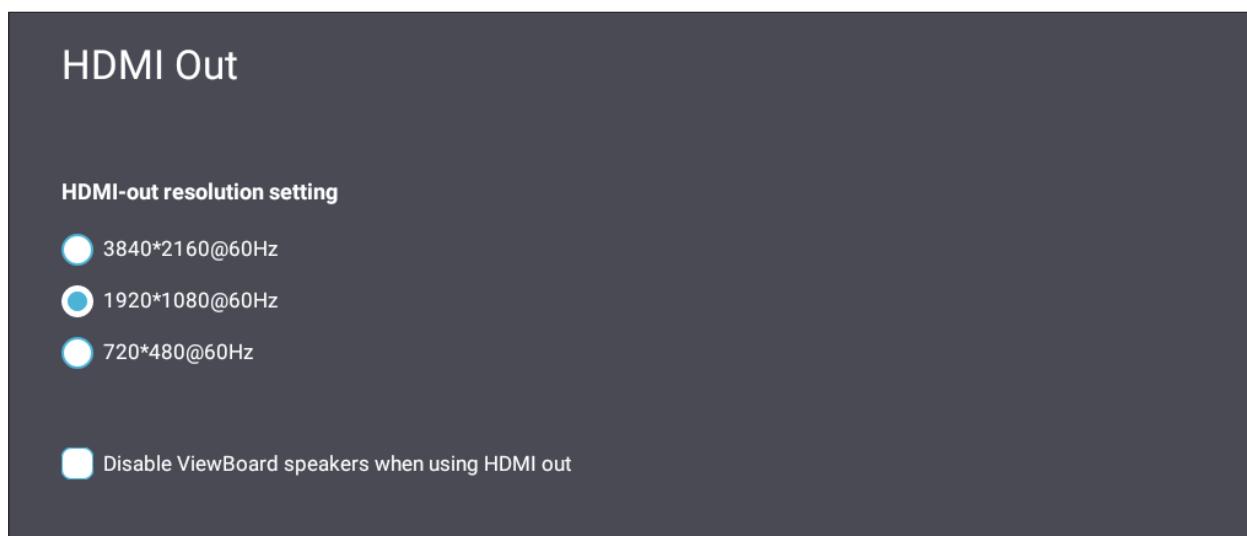 HDMI Out
HDMI-out resolution setting
3840*2160@60Hz
1920*1080@60Hz
720*480@60Hz
Disable ViewBoard speakers when using HDMI out